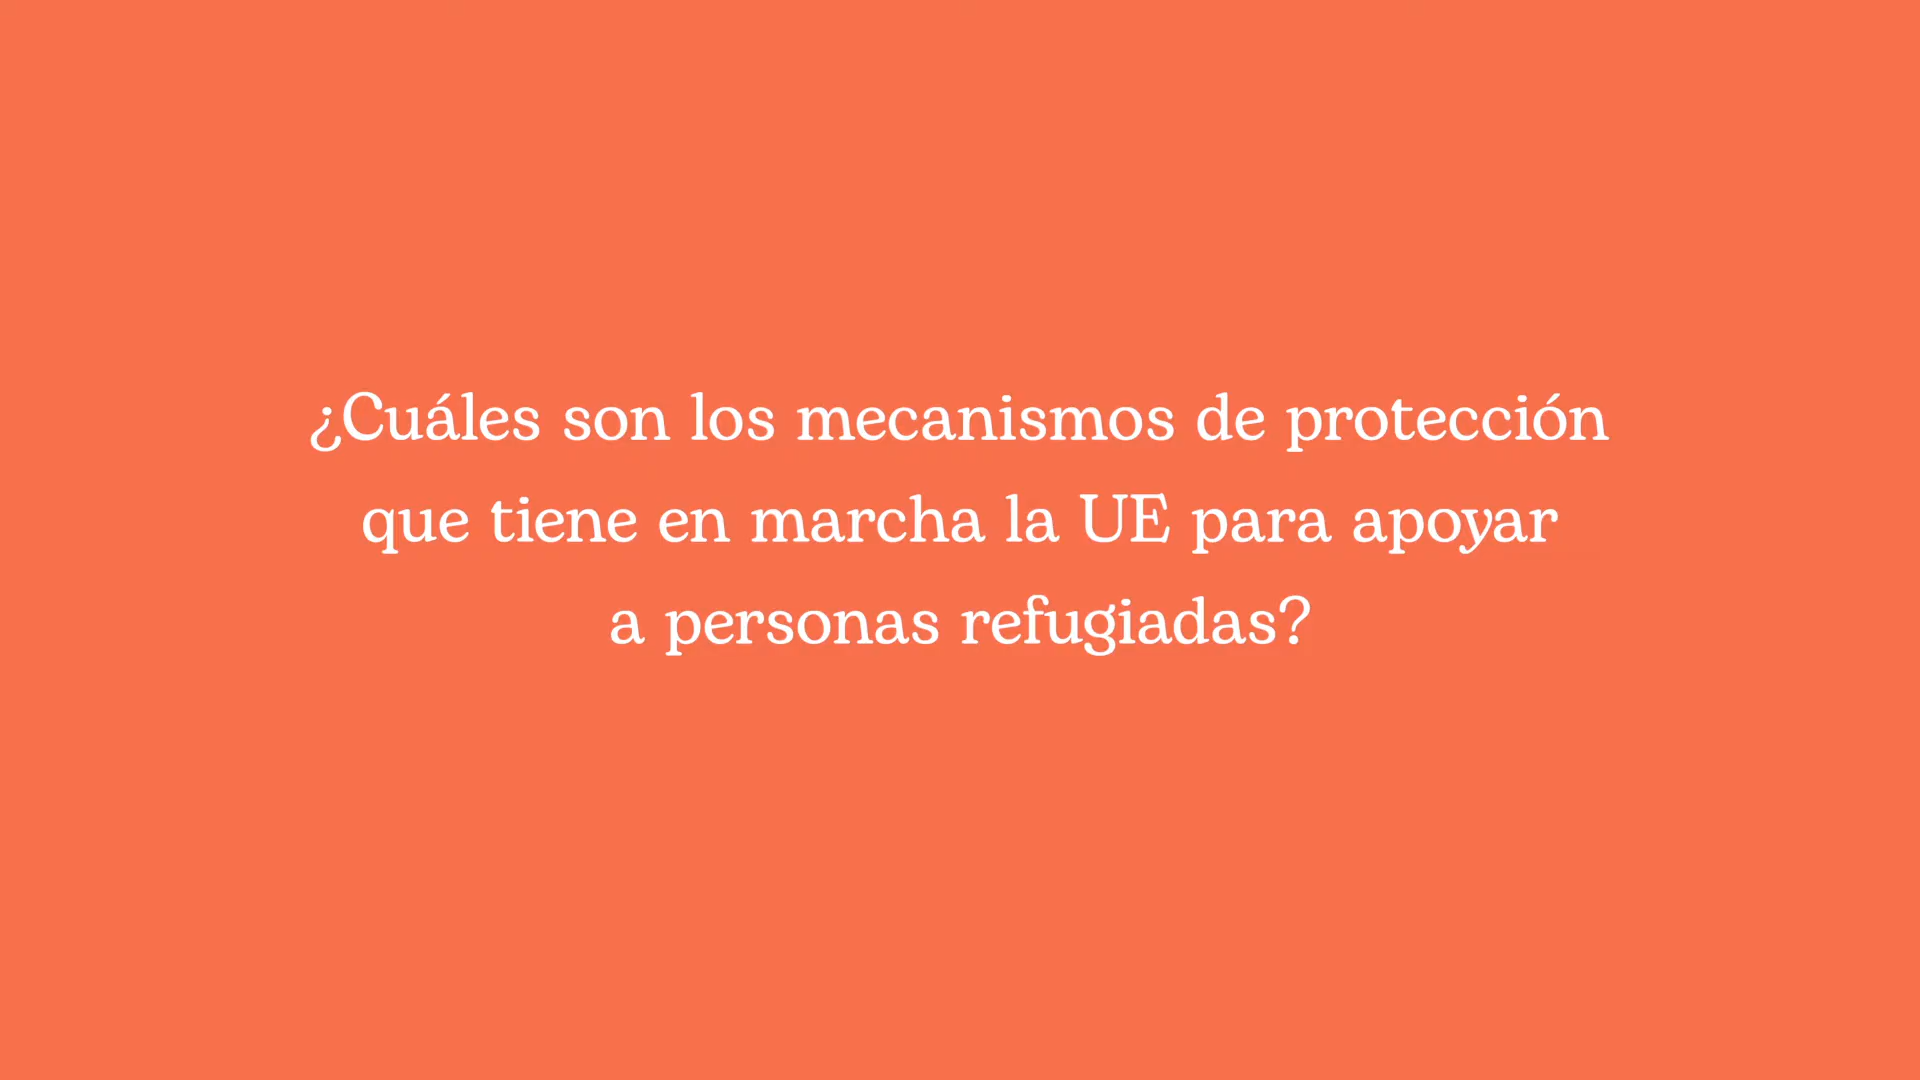 ¿Cuáles son los mecanismos de protección
que tiene en marcha la UE para apoyar
a personas refugiadas?